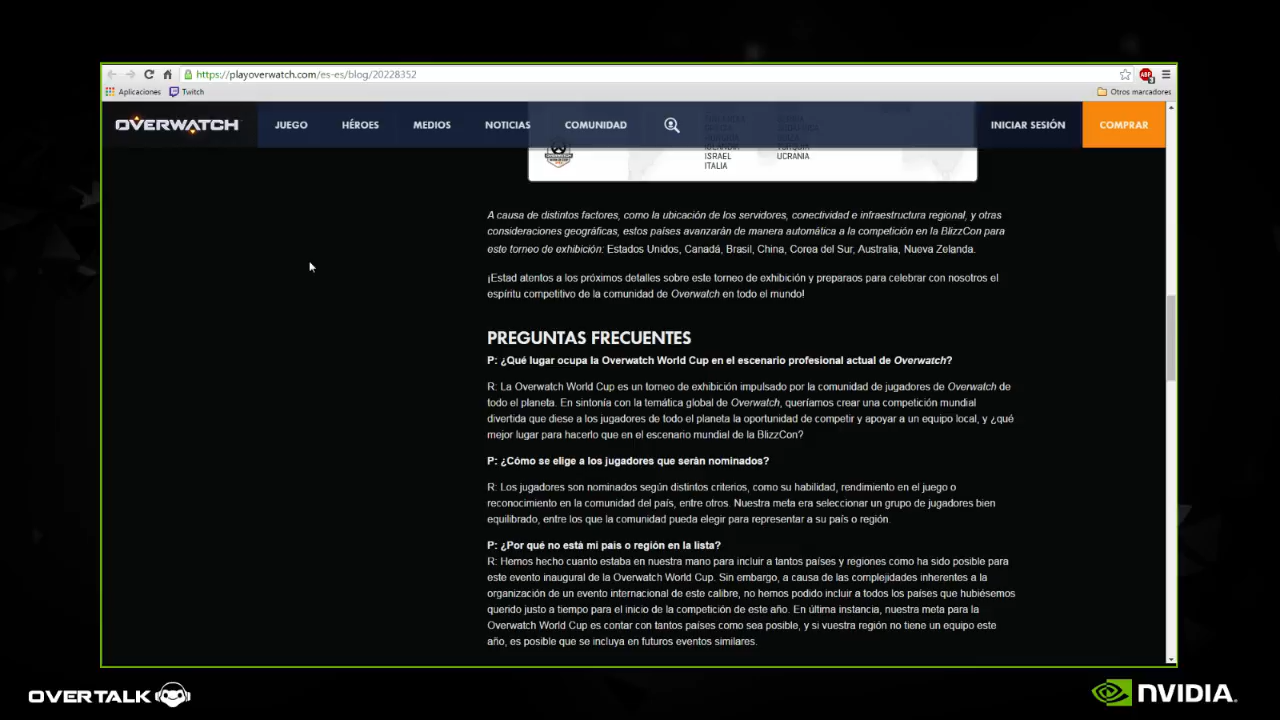 https://playoverwatch.com/es-es/blog/20228352
ABP
Aplicaciones
Twitch
Otros marcadores
OVERWATCH
JUEGO
HÉROES
MEDIOS
NOTICIAS
COMUNIDAD
INICIAR SESIÓN
COMPRAR
ISRAEL
ITALIA
UCRANIA
A causa de distintos factores, como la ubicación de los servidores, conectividad e infraestructura regional, y otras
consideraciones geográficas, estos países avanzarán de manera automática a la competición en la BlizzCon para
este torneo de exhibición: Estados Unidos, Canadá, Brasil, China, Corea del Sur, Australia, Nueva Zelanda.
¡Estad atentos a los próximos detalles sobre este torneo de exhibición y preparaos para celebrar con nosotros el
espíritu competitivo de la comunidad de Overwatch en todo el mundo!
PREGUNTAS FRECUENTES
P: ¿Qué lugar ocupa la Overwatch World Cup en el escenario profesional actual de Overwatch?
R: La Overwatch World Cup es un torneo de exhibición impulsado por la comunidad de jugadores de Overwatch de
todo el planeta. En sintonía con la temática global de Overwatch, queríamos crear una competición mundial
divertida que diese a los jugadores de todo el planeta la oportunidad de competir y apoyar a un equipo local, y ¿qué
mejor lugar para hacerlo que en el escenario mundial de la BlizzCon?
P: ¿Cómo se elige a los jugadores que serán nominados?
R: Los jugadores son nominados según distintos criterios, como su habilidad, rendimiento en el juego o
reconocimiento en la comunidad del país, entre otros. Nuestra meta era seleccionar un grupo de jugadores bien
equilibrado, entre los que la comunidad pueda elegir para representar a su país o región.
P: ¿Por qué no está mi país o región en la lista?
R: Hemos hecho cuanto estaba en nuestra mano para incluir a tantos países y regiones como ha sido posible para
este evento inaugural de la Overwatch World Cup. Sin embargo, a causa de las complejidades inherentes a la
organización de un evento internacional de este calibre, no hemos podido incluir a todos los países que hubiésemos
querido justo a tiempo para el inicio de la competición de este año. En última instancia, nuestra meta para la
Overwatch World Cup es contar con tantos países como sea posible, y si vuestra región no tiene un equipo este
año, es posible que se incluya en futuros eventos similares.
OVERTALK
NVIDIA.